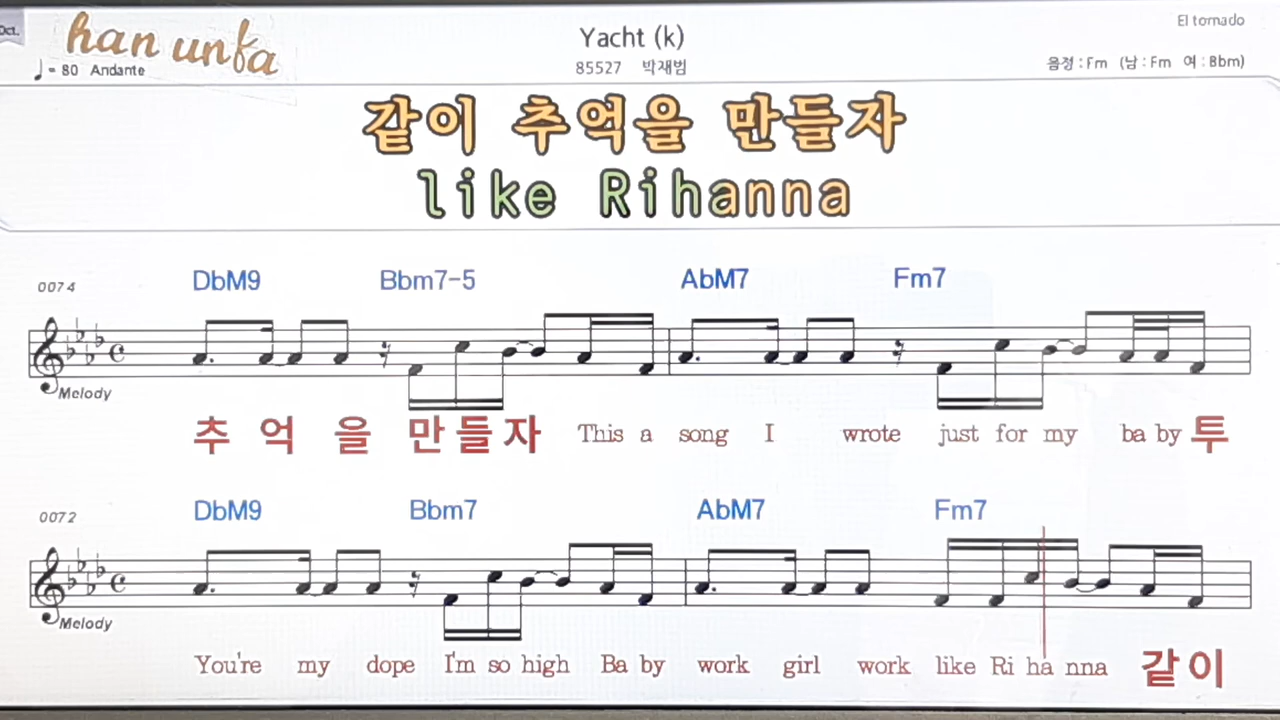 Oct.
han unfa
El tornado
Yacht (k)
♩= 80 Andante
85527 박재범
음정 : Fm (남 : Fm 여 : Bbm)
같이 추억을 만들자
like Rihanna
0074
DbM9 Bbm7-5 AbM7 Fm7
Melody
추 억 을 만 들 자 This a song I wrote just for my ba by 투
0072
DbM9 Bbm7 AbM7 Fm7
Melody
You're my dope I'm so high Ba by work girl work like Ri ha nna 같 이